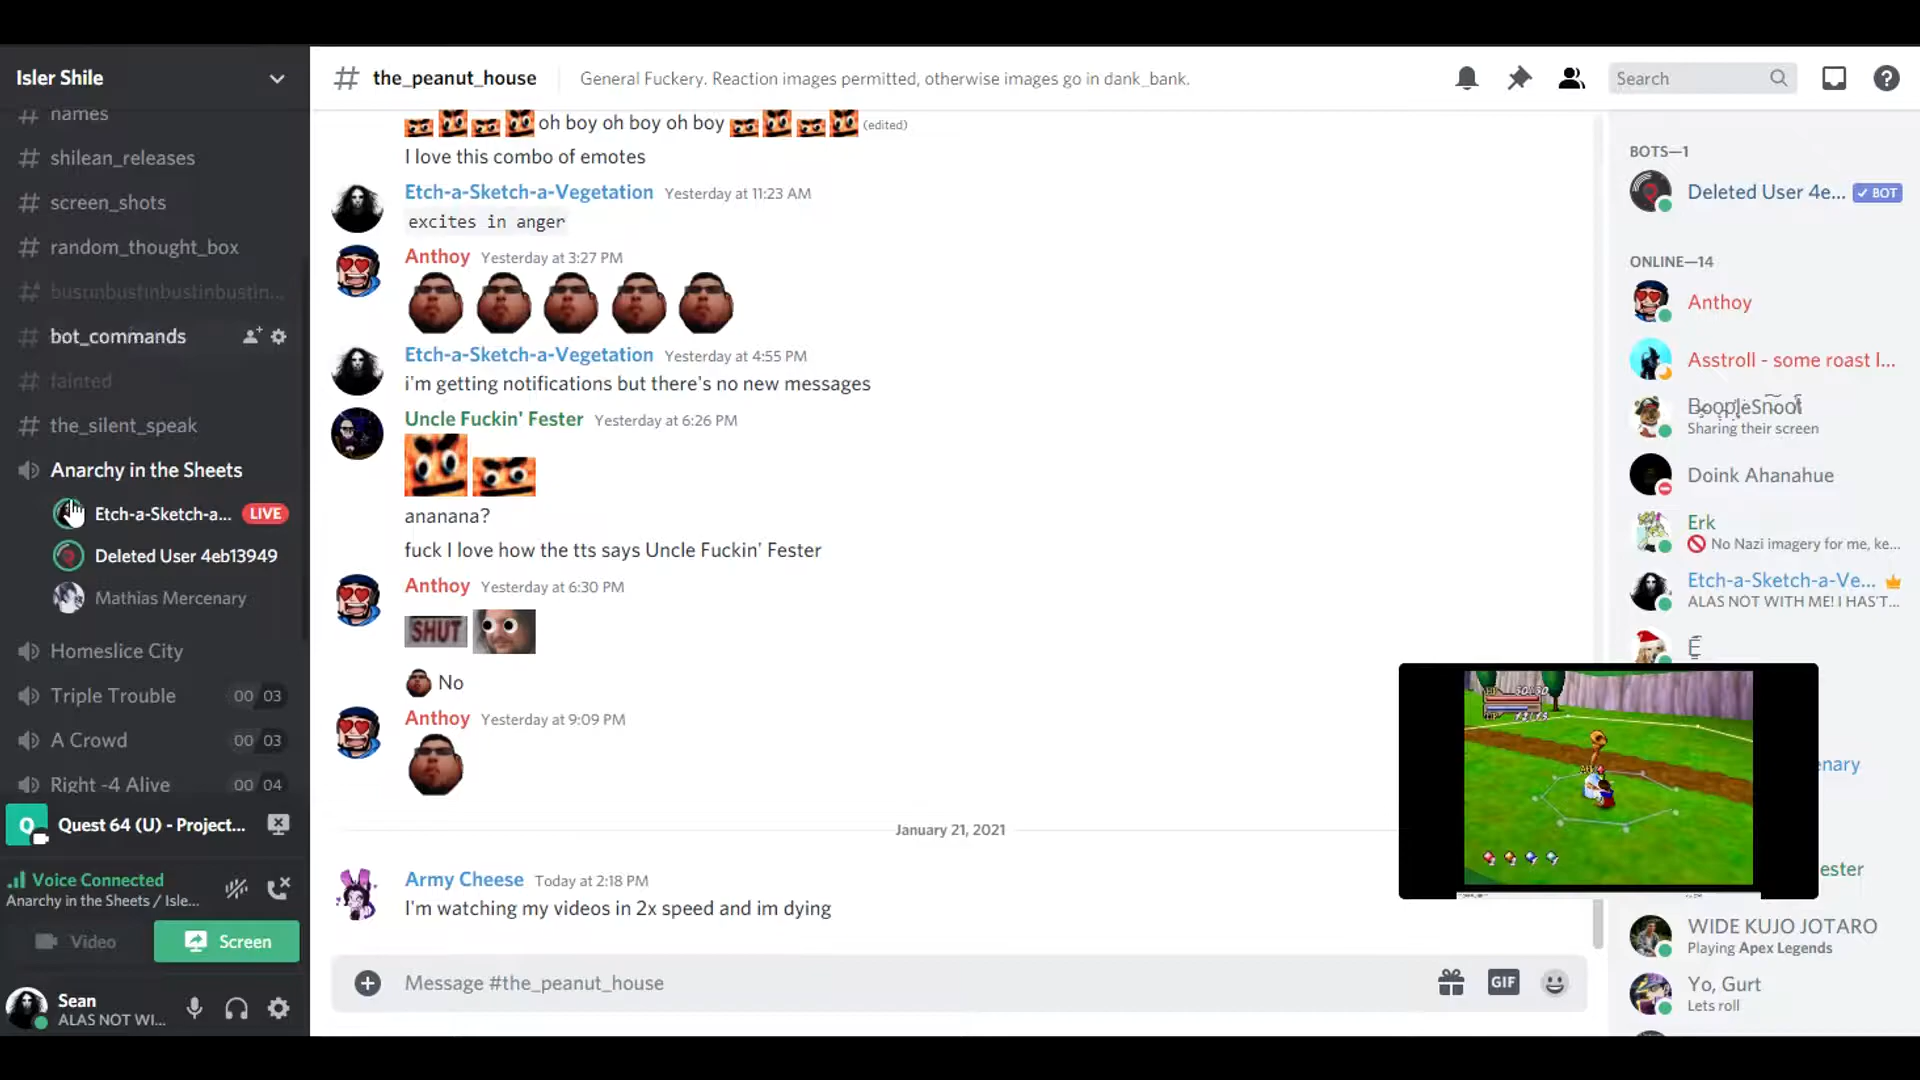 Isler Shile
names
shilean_releases
screen_shots
random_thought_box
bustinbustinbustinbustin...
bot_commands
fainted
the_silent_speak
Anarchy in the Sheets
Etch-a-Sketch-a... LIVE
Deleted User 4eb13949
Mathias Mercenary
Homeslice City
Triple Trouble 00 03
A Crowd 00 03
Right -4 Alive 00 04
Q Quest 64 (U) - Project...
Voice Connected
Anarchy in the Sheets / Isle...
Video Screen
Sean
ALAS NOT WI...
# the_peanut_house General Fuckery. Reaction images permitted, otherwise images go in dank_bank.
Search
oh boy oh boy oh boy (edited)
I love this combo of emotes
Etch-a-Sketch-a-Vegetation Yesterday at 11:23 AM
excites in anger
Anthoy Yesterday at 3:27 PM
Etch-a-Sketch-a-Vegetation Yesterday at 4:55 PM
i'm getting notifications but there's no new messages
Uncle Fuckin' Fester Yesterday at 6:26 PM
ananana?
fuck I love how the tts says Uncle Fuckin' Fester
Anthoy Yesterday at 6:30 PM
SHUT
No
Anthoy Yesterday at 9:09 PM
January 21, 2021
Army Cheese Today at 2:18 PM
I'm watching my videos in 2x speed and im dying
Message #the_peanut_house
GIF
BOTS—1
Deleted User 4e... BOT
ONLINE—14
Anthoy
Asstroll - some roast l...
BoopleSnoot
Sharing their screen
Doink Ahanahue
Erk
No Nazi imagery for me, ke...
Etch-a-Sketch-a-Ve...
ALAS NOT WITH ME! I HAS'T...
50/50
enary
ester
WIDE KUJO JOTARO
Playing Apex Legends
Yo, Gurt
Lets roll